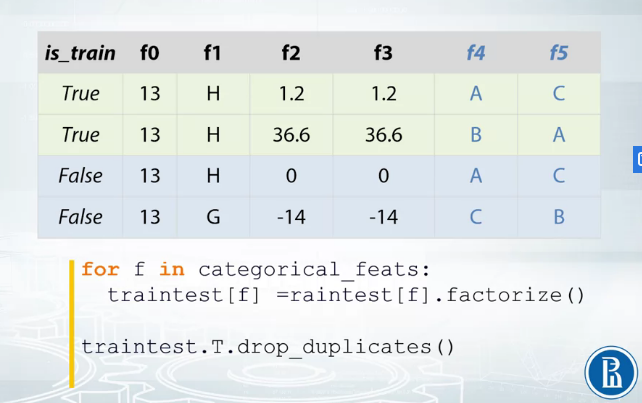 is_train f0 f1 f2 f3 f4 f5
True 13 H 1.2 1.2 A C
True 13 H 36.6 36.6 B A
False 13 H 0 0 A C
False 13 G -14 -14 C B
for f in categorical_feats:
traintest[f] =raintest[f].factorize()
traintest.T.drop_duplicates()